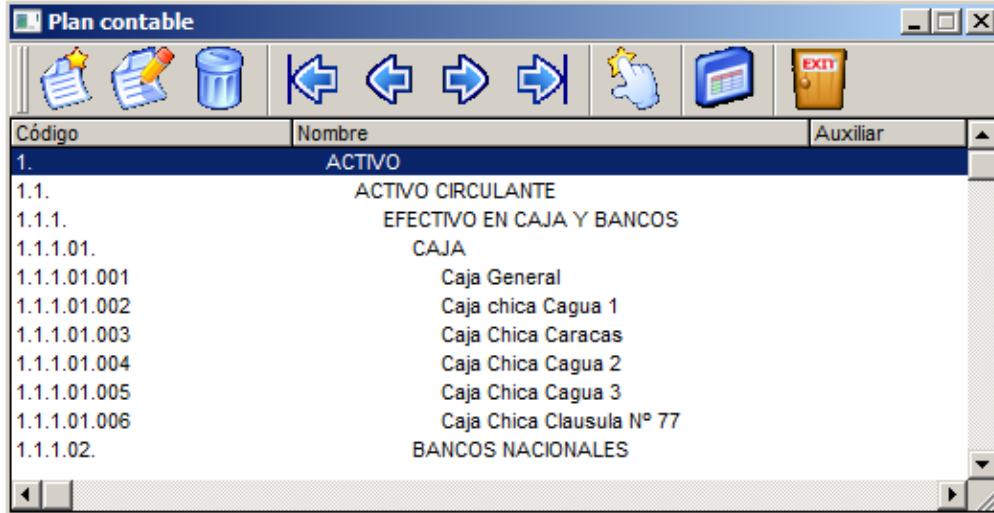 Plan contable
EXIT
Código Nombre Auxiliar
1. ACTIVO
1.1. ACTIVO CIRCULANTE
1.1.1. EFECTIVO EN CAJA Y BANCOS
1.1.1.01. CAJA
1.1.1.01.001 Caja General
1.1.1.01.002 Caja chica Cagua 1
1.1.1.01.003 Caja Chica Caracas
1.1.1.01.004 Caja Chica Cagua 2
1.1.1.01.005 Caja Chica Cagua 3
1.1.1.01.006 Caja Chica Clausula Nº 77
1.1.1.02. BANCOS NACIONALES